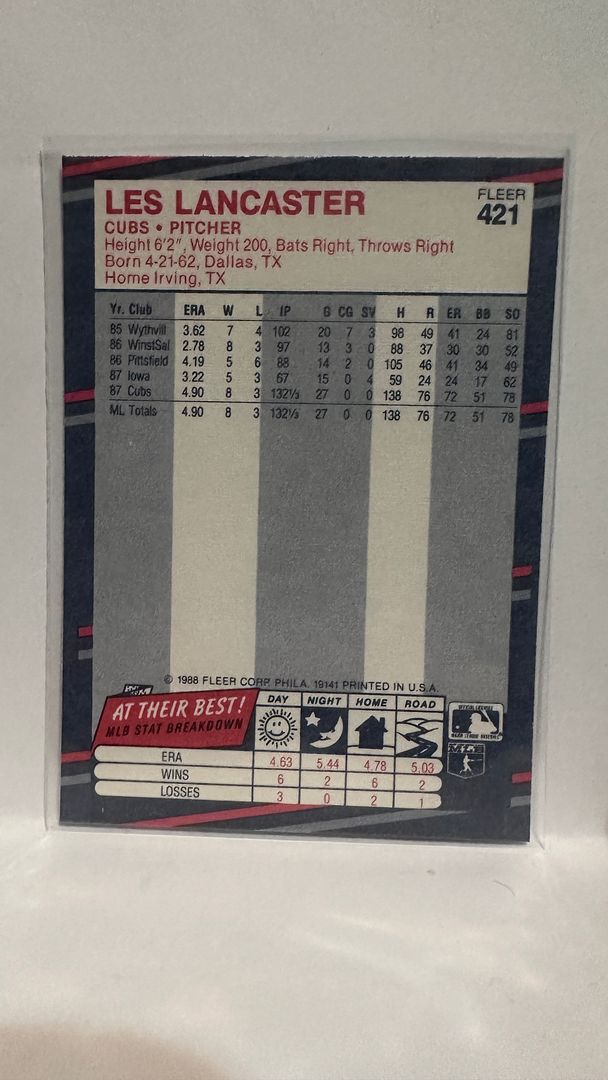 LES LANCASTER
FLEER
421
CUBS • PITCHER
Height 6'2", Weight 200, Bats Right, Throws Right
Born 4-21-62, Dallas, TX
Home Irving, TX
Yr. Club ERA W L IP G CG SV H R ER BB SO
85 Wythvill 3.62 7 4 102 20 7 3 98 49 41 24 81
86 WinstSal 2.78 8 3 97 13 3 0 88 37 30 30 52
86 Pittsfield 4.19 5 6 88 14 2 0 105 46 41 34 49
87 Iowa 3.22 5 3 67 15 0 4 59 24 24 17 62
87 Cubs 4.90 8 3 132⅓ 27 0 0 138 76 72 51 78
ML Totals 4.90 8 3 132⅓ 27 0 0 138 76 72 51 78
© 1988 FLEER CORP. PHILA. 19141 PRINTED IN U.S.A.
AT THEIR BEST!
MLB STAT BREAKDOWN
DAY NIGHT HOME ROAD
ERA 4.63 5.44 4.78 5.03
WINS 6 2 6 2
LOSSES 3 0 2 1
OFFICIAL LICENSEE
MAJOR LEAGUE BASEBALL